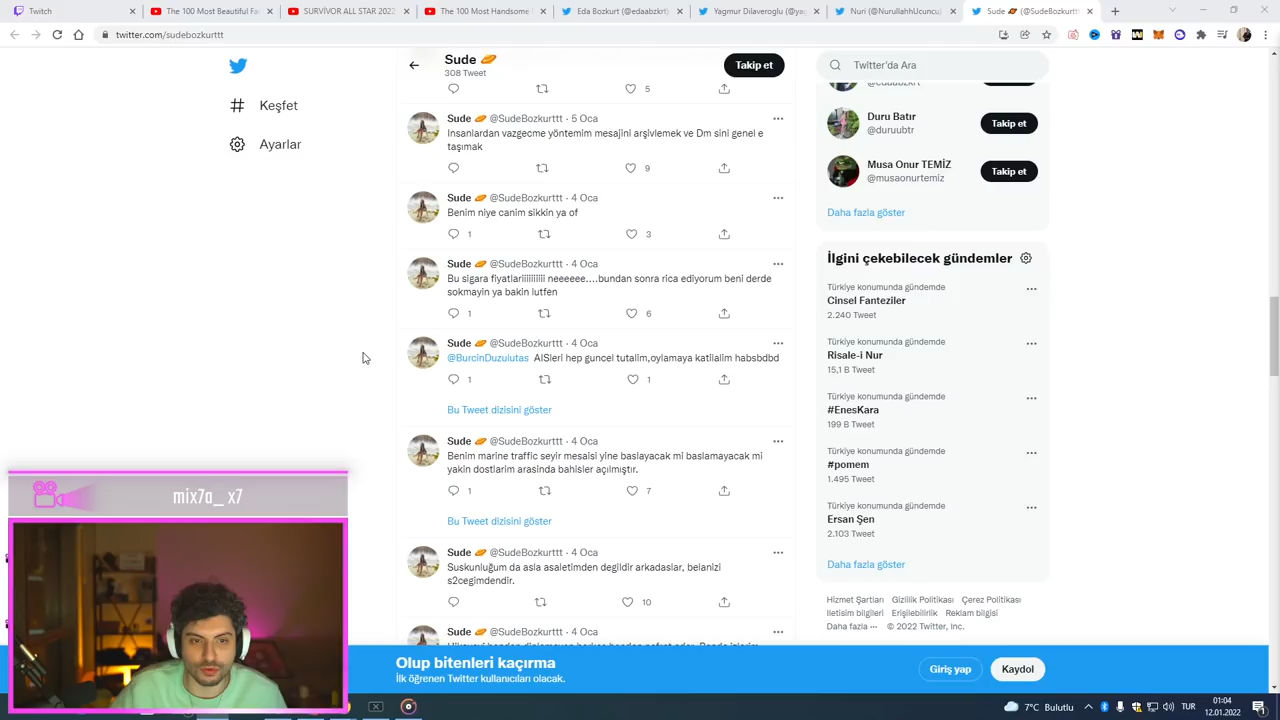 Twitch
The 100 Most Beautiful Fa
SURVİVOR ALL STAR 2022
The 100 Most Handsome
Eda Bozkurt (@edaabzkrt)
Yagmur Dilaveroglu (@yag
Nuri (@NurullahUcuncu)
Sude (@SudeBozkurttt)
twitter.com/sudebozkurttt
Keşfet
Ayarlar
Sude
308 Tweet
Takip et
5
Sude @SudeBozkurttt · 5 Oca
Insanlardan vazgecme yöntemim mesajini arşivlemek ve Dm sini genel e
taşımak
9
Sude @SudeBozkurttt · 4 Oca
Benim niye canim sikkin ya of
1 3
Sude @SudeBozkurttt · 4 Oca
Bu sigara fiyatlariiiiiiiiii neeeeee....bundan sonra rica ediyorum beni derde
sokmayin ya bakin lutfen
1 6
Sude @SudeBozkurttt · 4 Oca
@BurcinDuzulutas AISleri hep guncel tutalim,oylamaya katilalim habsbdbd
1 1
Bu Tweet dizisini göster
Sude @SudeBozkurttt · 4 Oca
Benim marine traffic seyir mesaisi yine baslayacak mi baslamayacak mi
yakin dostlarim arasinda bahisler açılmıştır.
1 7
Bu Tweet dizisini göster
Sude @SudeBozkurttt · 4 Oca
Suskunluğum da asla asaletimden degildir arkadaslar, belanizi
s2cegimdendir.
10
Sude @SudeBozkurttt · 4 Oca
Twitter'da Ara
@edaabzkrt
Duru Batır
@duruubtr
Takip et
Musa Onur TEMİZ
@musaonurtemiz
Takip et
Daha fazla göster
İlgini çekebilecek gündemler
Türkiye konumunda gündemde
Cinsel Fanteziler
2.240 Tweet
Türkiye konumunda gündemde
Risale-i Nur
15,1 B Tweet
Türkiye konumunda gündemde
#EnesKara
199 B Tweet
Türkiye konumunda gündemde
#pomem
1.495 Tweet
Türkiye konumunda gündemde
Ersan Şen
2.103 Tweet
Daha fazla göster
Hizmet Şartları Gizlilik Politikası Çerez Politikası
İletişim bilgileri Erişilebilirlik Reklam bilgisi
Daha fazla ··· © 2022 Twitter, Inc.
mix7a_ x7
Olup bitenleri kaçırma
İlk öğrenen Twitter kullanıcıları olacak.
Giriş yap
Kaydol
7°C Bulutlu
TUR
01:04
12.01.2022